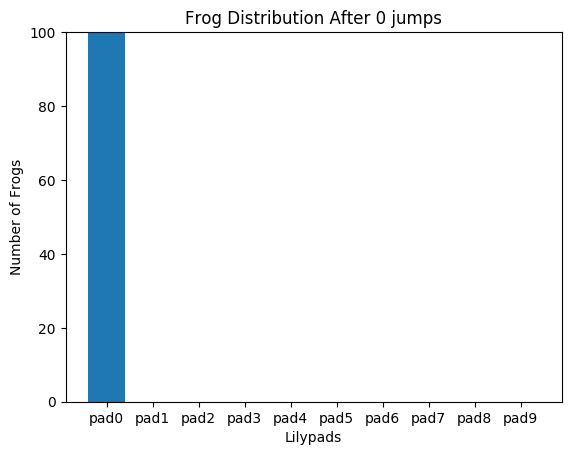 Frog Distribution After 0 jumps
100
80
60
40
20
0
Number of Frogs
pad0 pad1 pad2 pad3 pad4 pad5 pad6 pad7 pad8 pad9
Lilypads